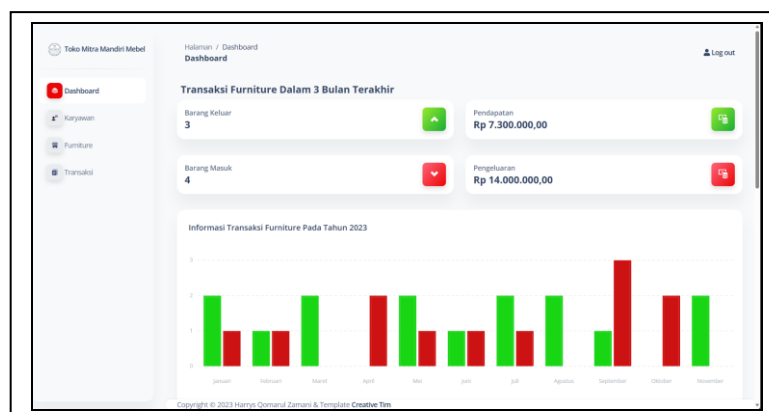 Toko Mitra Mandiri Mebel
Halaman / Dashboard
Dashboard
Log out
Dashboard
Karyawan
Furniture
Transaksi
Transaksi Furniture Dalam 3 Bulan Terakhir
Barang Keluar
3
Pendapatan
Rp 7.300.000,00
Barang Masuk
4
Pengeluaran
Rp 14.000.000,00
Informasi Transaksi Furniture Pada Tahun 2023
3
2
1
0
Januari Februari Maret April Mei Juni Juli Agustus September Oktober November
Copyright © 2023 Harrys Qomarul Zamani & Template Creative Tim